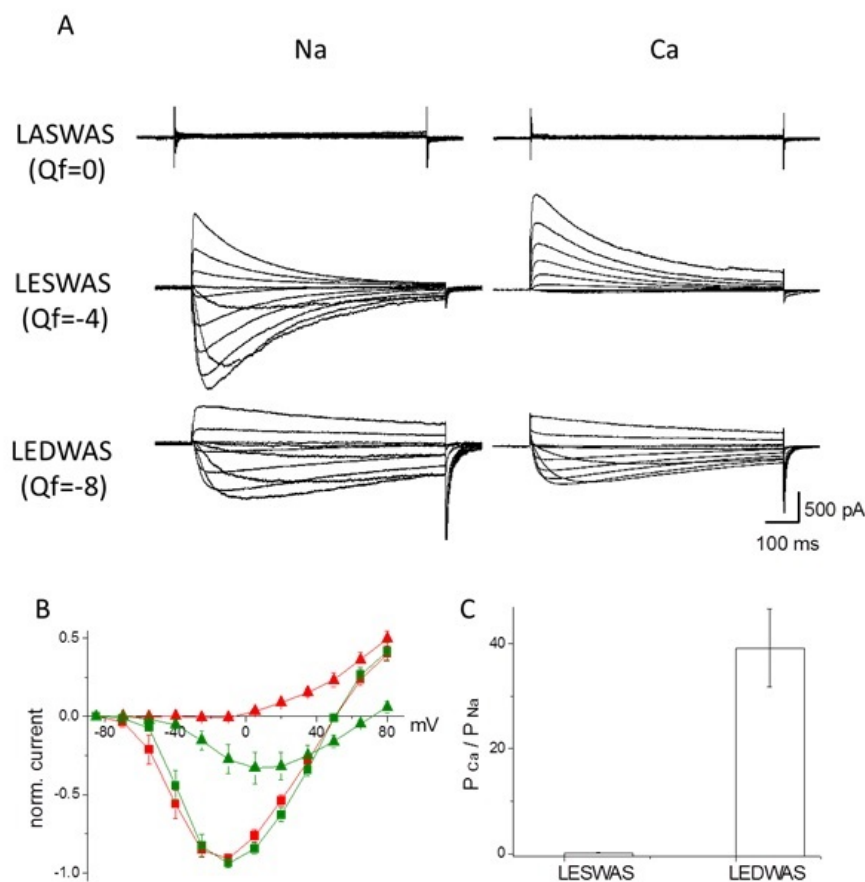 A
Na
Ca
LASWAS
(Qf=0)
LESWAS
(Qf=-4)
LEDWAS
(Qf=-8)
500 pA
100 ms
B
0.5
0.0
-0.5
-1.0
-80
-40
0
40
80
mV
norm. current
C
40
20
0
P Ca / P Na
LESWAS
LEDWAS